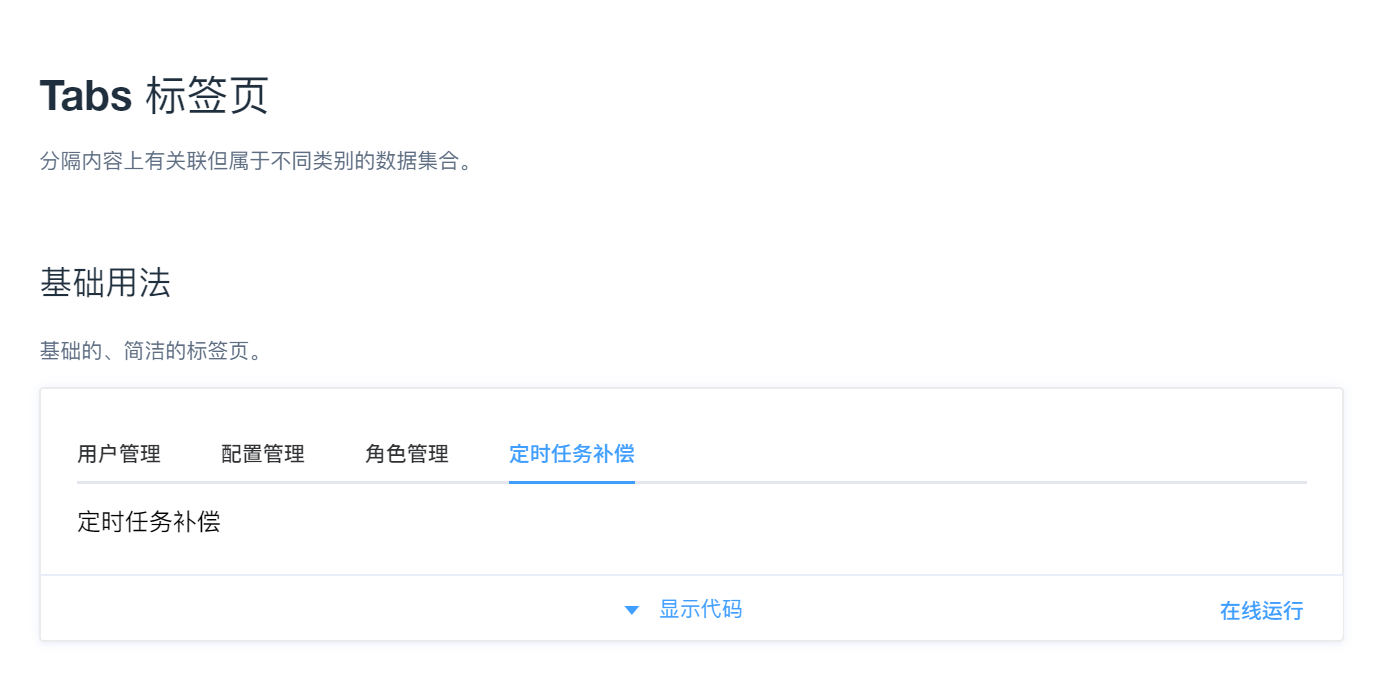 Tabs 标签页
分隔内容上有关联但属于不同类别的数据集合。
基础用法
基础的、简洁的标签页。
用户管理 配置管理 角色管理 定时任务补偿
定时任务补偿
显示代码 在线运行